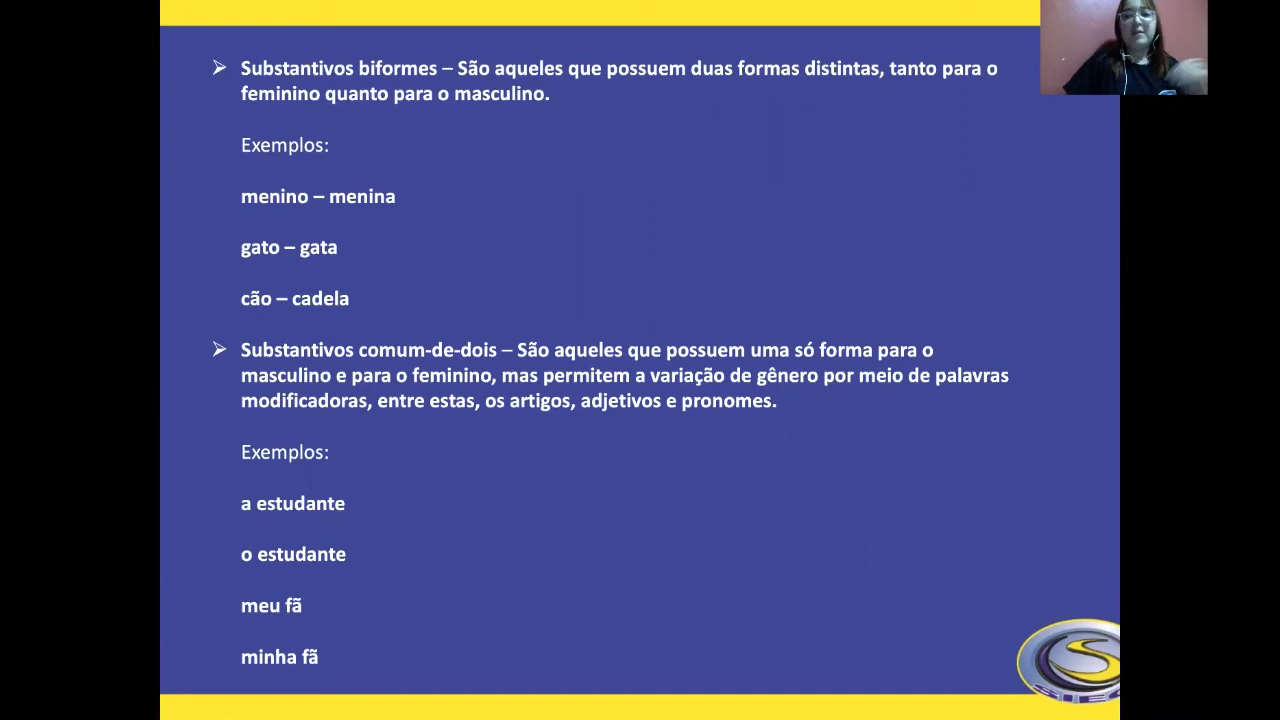 ➢ Substantivos biformes – São aqueles que possuem duas formas distintas, tanto para o
feminino quanto para o masculino.
Exemplos:
menino – menina
gato – gata
cão – cadela
➢ Substantivos comum-de-dois – São aqueles que possuem uma só forma para o
masculino e para o feminino, mas permitem a variação de gênero por meio de palavras
modificadoras, entre estas, os artigos, adjetivos e pronomes.
Exemplos:
a estudante
o estudante
meu fã
minha fã